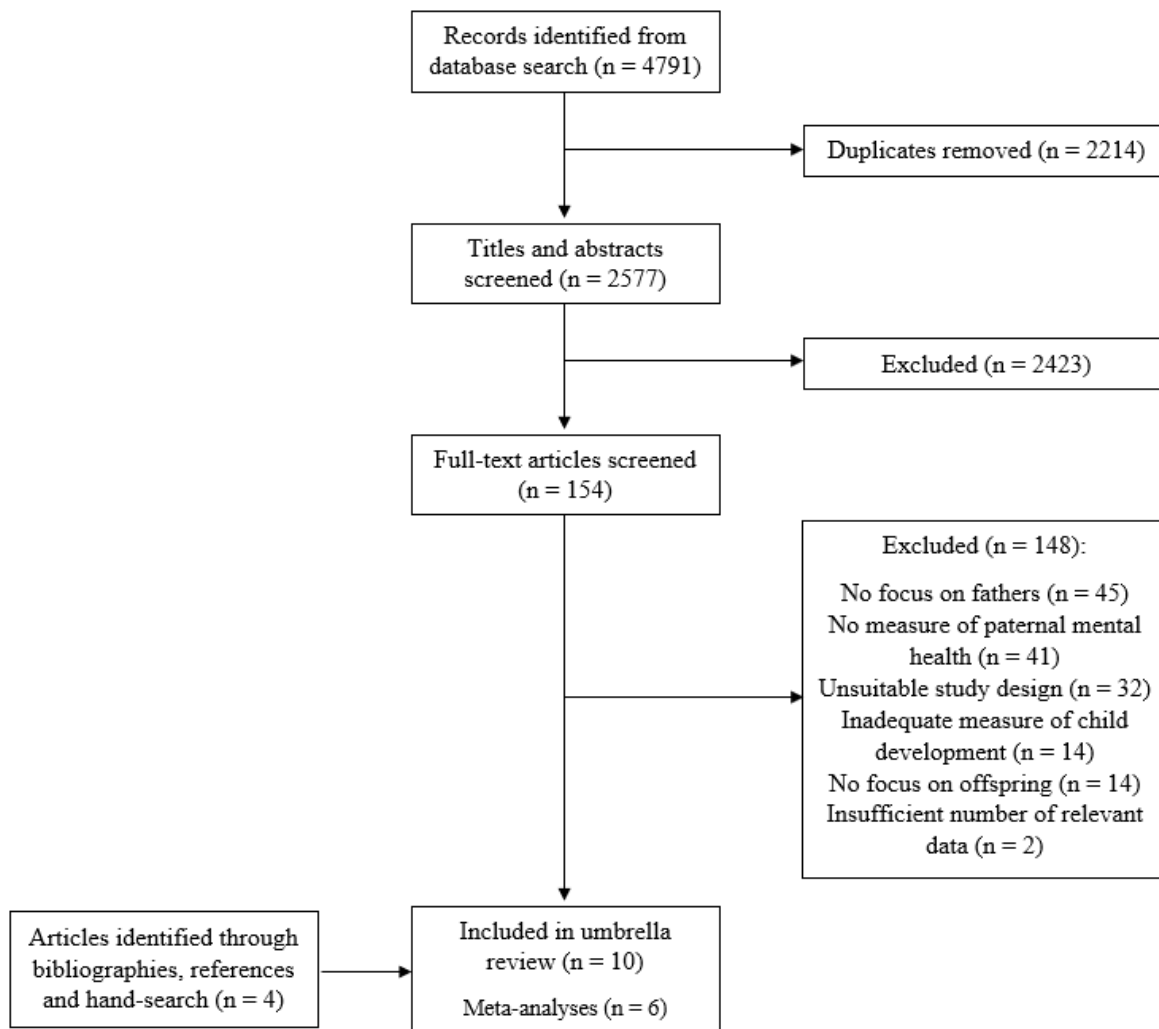 Records identified from
database search (n = 4791)
Duplicates removed (n = 2214)
Titles and abstracts
screened (n = 2577)
Excluded (n = 2423)
Full-text articles screened
(n = 154)
Excluded (n = 148):
No focus on fathers (n = 45)
No measure of paternal mental
health (n = 41)
Unsuitable study design (n = 32)
Inadequate measure of child
development (n = 14)
No focus on offspring (n = 14)
Insufficient number of relevant
data (n = 2)
Articles identified through
bibliographies, references
and hand-search (n = 4)
Included in umbrella
review (n = 10)
Meta-analyses (n = 6)